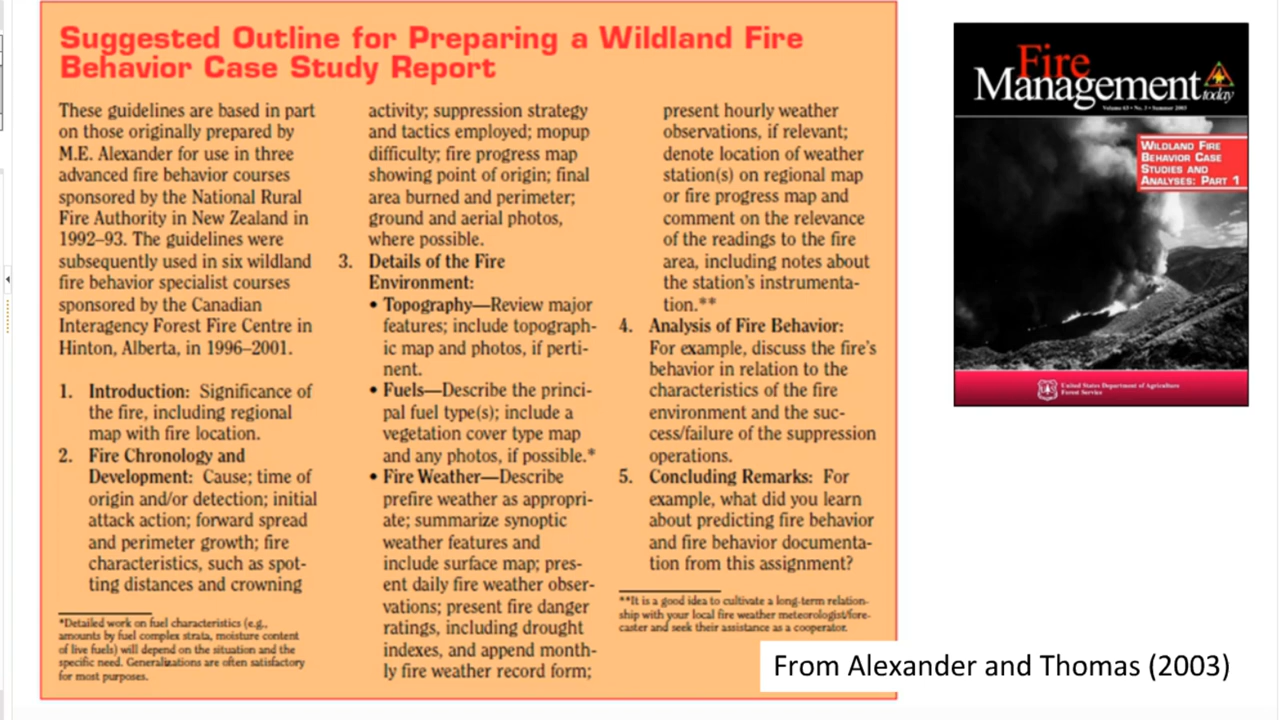 Suggested Outline for Preparing a Wildland Fire
Behavior Case Study Report
These guidelines are based in part
on those originally prepared by
M.E. Alexander for use in three
advanced fire behavior courses
sponsored by the National Rural
Fire Authority in New Zealand in
1992–93. The guidelines were
subsequently used in six wildland
fire behavior specialist courses
sponsored by the Canadian
Interagency Forest Fire Centre in
Hinton, Alberta, in 1996–2001.
1. Introduction: Significance of
the fire, including regional
map with fire location.
2. Fire Chronology and
Development: Cause; time of
origin and/or detection; initial
attack action; forward spread
and perimeter growth; fire
characteristics, such as spot-
ting distances and crowning
*Detailed work on fuel characteristics (e.g.,
amounts by fuel complex strata, moisture content
of live fuels) will depend on the situation and the
specific need. Generalizations are often satisfactory
for most purposes.
activity; suppression strategy
and tactics employed; mopup
difficulty; fire progress map
showing point of origin; final
area burned and perimeter;
ground and aerial photos,
where possible.
3. Details of the Fire
Environment:
• Topography—Review major
features; include topograph-
ic map and photos, if perti-
nent.
• Fuels—Describe the princi-
pal fuel type(s); include a
vegetation cover type map
and any photos, if possible.*
• Fire Weather—Describe
prefire weather as appropri-
ate; summarize synoptic
weather features and
include surface map; pres-
ent daily fire weather obser-
vations; present fire danger
ratings, including drought
indexes, and append month-
ly fire weather record form;
present hourly weather
observations, if relevant;
denote location of weather
station(s) on regional map
or fire progress map and
comment on the relevance
of the readings to the fire
area, including notes about
the station's instrumenta-
tion.**
4. Analysis of Fire Behavior:
For example, discuss the fire's
behavior in relation to the
characteristics of the fire
environment and the suc-
cess/failure of the suppression
operations.
5. Concluding Remarks: For
example, what did you learn
about predicting fire behavior
and fire behavior documenta-
tion from this assignment?
**It is a good idea to cultivate a long-term relation-
ship with your local fire weather meteorologist/fore-
caster and seek their assistance as a cooperator.
Fire
Management today
Volume 63 • No. 3 • Summer 2003
WILDLAND FIRE
BEHAVIOR CASE
STUDIES AND
ANALYSES: PART 1
United States Department of Agriculture
Forest Service
From Alexander and Thomas (2003)